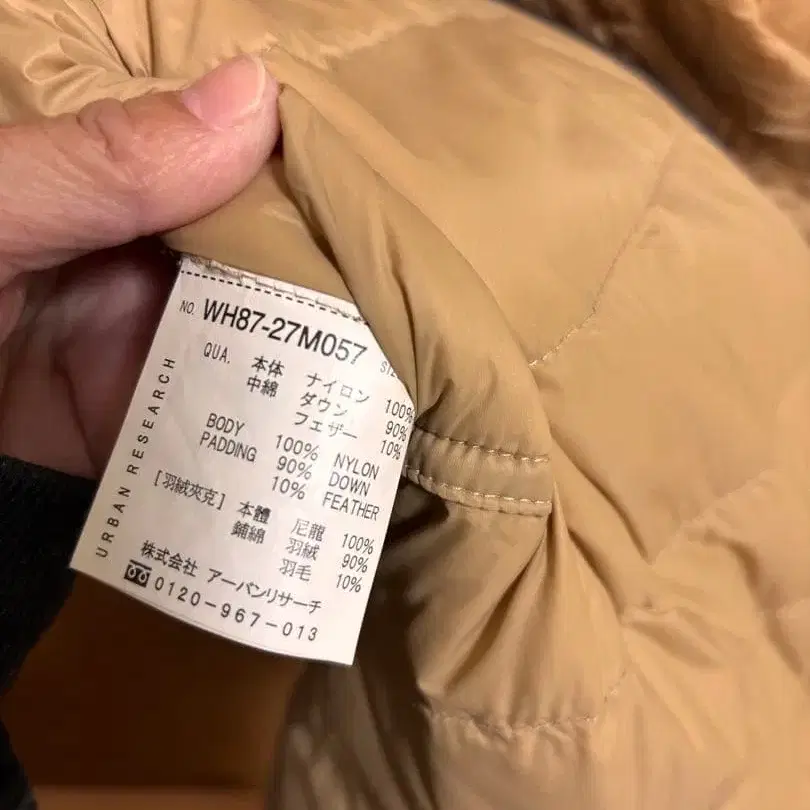 NO. WH87-27M057
QUA. 本体 ナイロン 100%
中綿 ダウン 90%
フェザー 10%
BODY 100% NYLON
PADDING 90% DOWN
10% FEATHER
[羽絨夾克] 本體 尼龍 100%
鋪綿 羽絨 90%
羽毛 10%
株式会社 アーバンリサーチ
0120-967-013
URBAN RESEARCH